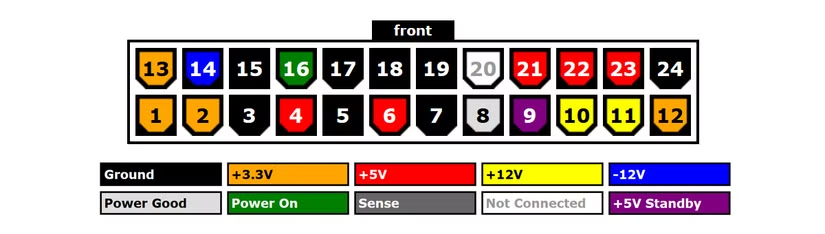 front
13 14 15 16 17 18 19 20 21 22 23 24
1 2 3 4 5 6 7 8 9 10 11 12
Ground +3.3V +5V +12V -12V
Power Good Power On Sense Not Connected +5V Standby